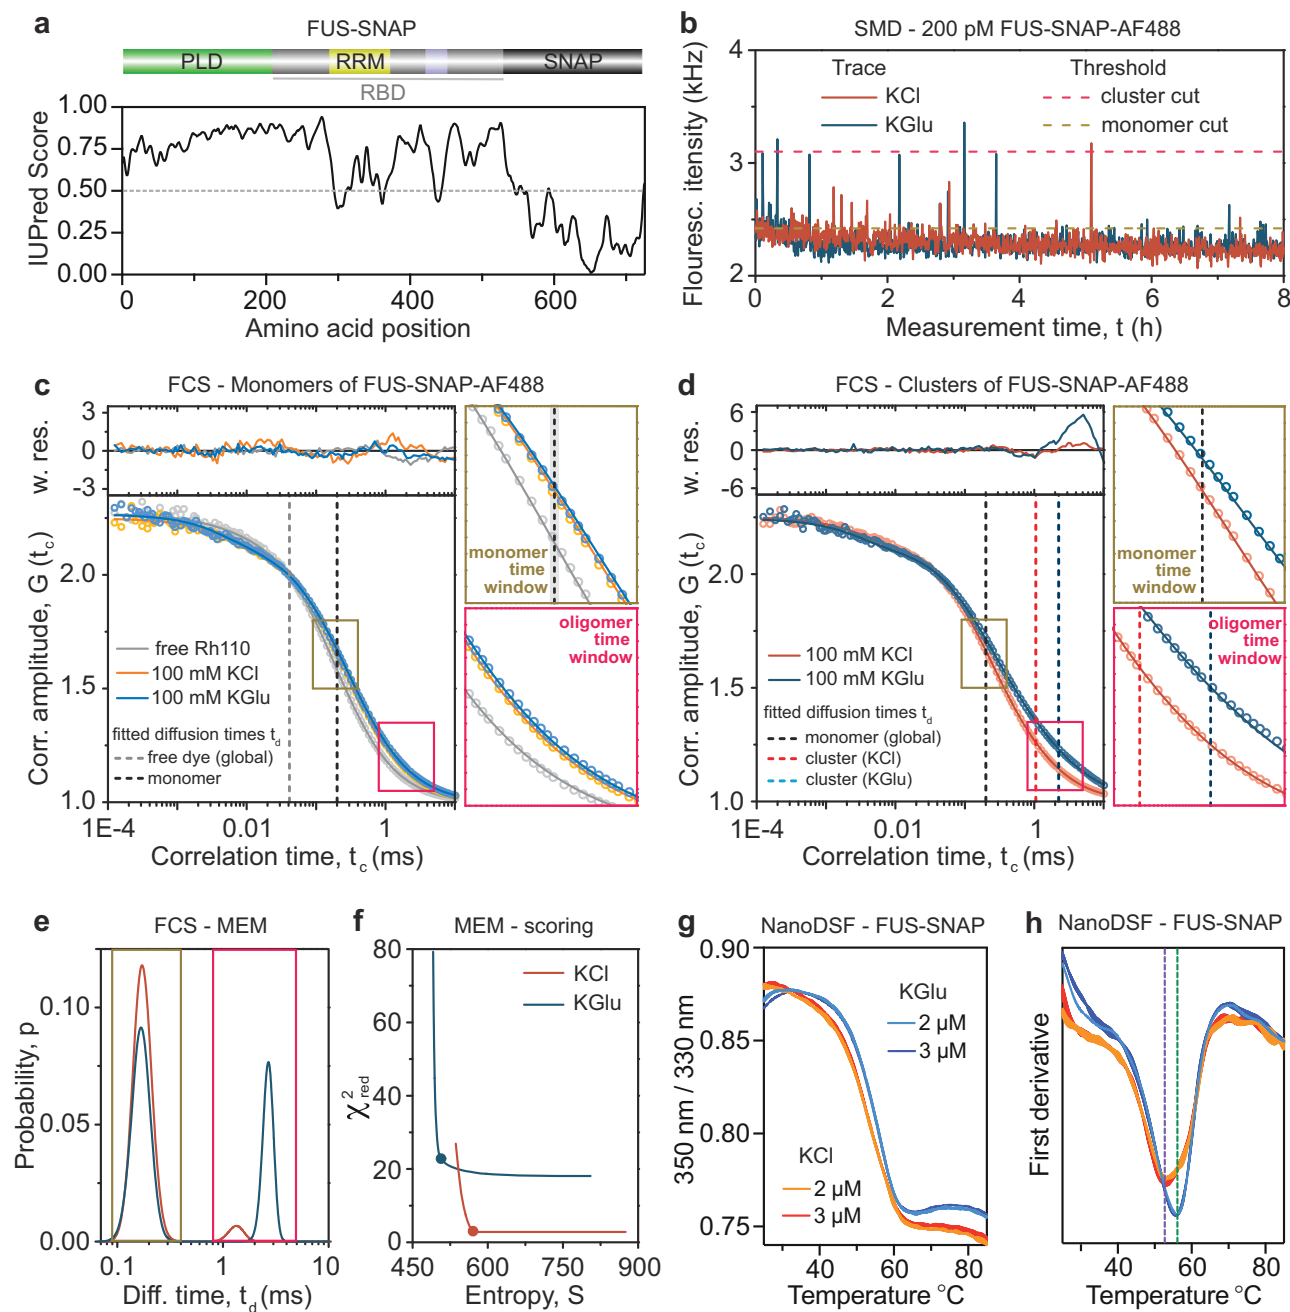 a
FUS-SNAP
PLD
RRM
SNAP
RBD
IUPred Score
1.00
0.75
0.50
0.25
0.00
0
200
400
600
Amino acid position
b
SMD - 200 pM FUS-SNAP-AF488
Flouresc. itensity (kHz)
4
3
2
Trace
KCl
KGlu
Threshold
cluster cut
monomer cut
0
2
4
6
8
Measurement time, t (h)
c
FCS - Monomers of FUS-SNAP-AF488
w. res.
3
0
-3
Corr. amplitude, G (t_c)
2.0
1.5
1.0
free Rh110
100 mM KCl
100 mM KGlu
fitted diffusion times t_d
free dye (global)
monomer
1E-4
0.01
1
Correlation time, t_c (ms)
monomer
time
window
oligomer
time
window
d
FCS - Clusters of FUS-SNAP-AF488
w. res.
6
0
-6
Corr. amplitude, G (t_c)
2.0
1.5
1.0
100 mM KCl
100 mM KGlu
fitted diffusion times t_d
monomer (global)
cluster (KCl)
cluster (KGlu)
1E-4
0.01
1
Correlation time, t_c (ms)
monomer
time
window
oligomer
time
window
e
FCS - MEM
Probability, p
0.10
0.05
0.00
0.1
1
10
Diff. time, t_d (ms)
f
MEM - scoring
χ²red
80
60
40
20
0
KCl
KGlu
450
600
750
900
Entropy, S
g
NanoDSF - FUS-SNAP
350 nm / 330 nm
0.90
0.85
0.80
0.75
KGlu
2 µM
3 µM
KCl
2 µM
3 µM
40
60
80
Temperature °C
h
NanoDSF - FUS-SNAP
First derivative
40
60
80
Temperature °C